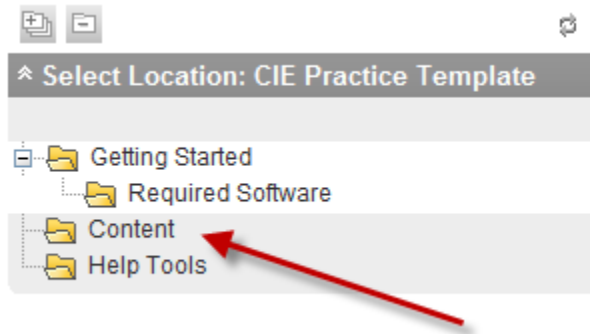 Select Location: CIE Practice Template
Getting Started
Required Software
Content
Help Tools